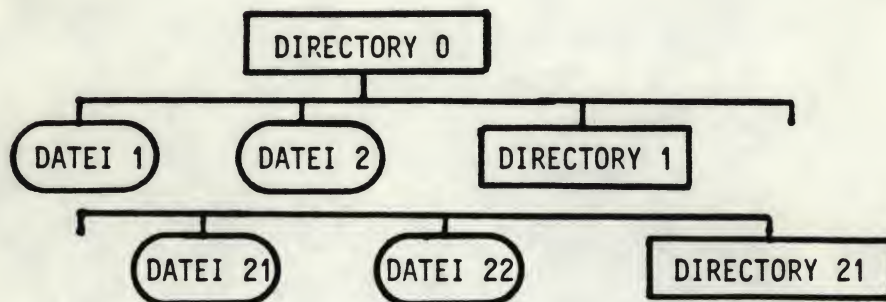 DIRECTORY 0
DATEI 1 DATEI 2 DIRECTORY 1
DATEI 21 DATEI 22 DIRECTORY 21